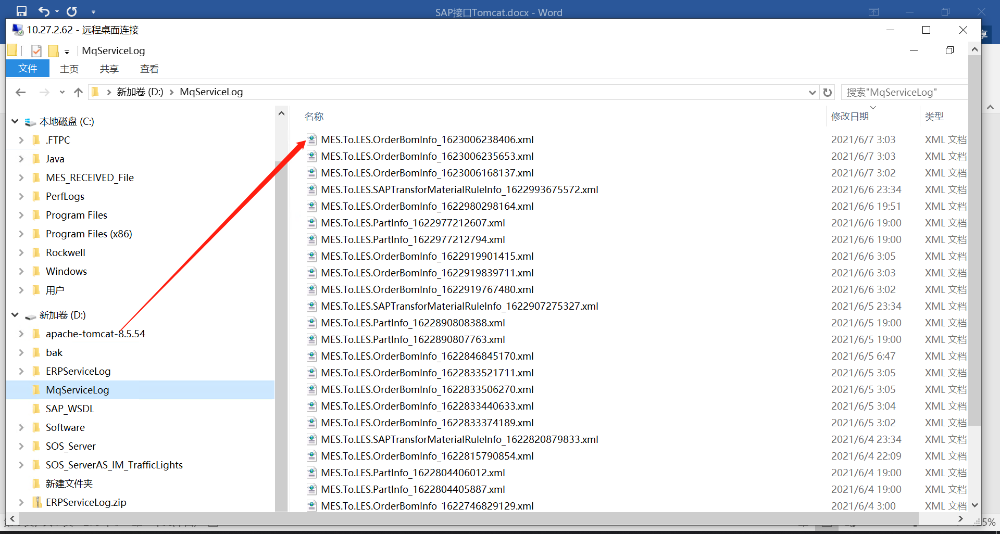 SAP接口Tomcat.docx - Word
10.27.2.62 - 远程桌面连接
享
MqServiceLog
文件 主页 共享 查看
新加卷 (D:) MqServiceLog 搜索"MqServiceLog"
名称 修改日期 类型
本地磁盘 (C:)
.FTPC
Java
MES_RECEIVED_File
PerfLogs
Program Files
Program Files (x86)
Rockwell
Windows
用户
新加卷 (D:)
apache-tomcat-8.5.54
bak
ERPServiceLog
MqServiceLog
SAP_WSDL
Software
SOS_Server
SOS_ServerAS_IM_TrafficLights
新建文件夹
ERPServiceLog.zip
MES.To.LES.OrderBomInfo_1623006238406.xml 2021/6/7 3:03 XML 文档
MES.To.LES.OrderBomInfo_1623006235653.xml 2021/6/7 3:03 XML 文档
MES.To.LES.OrderBomInfo_1623006168137.xml 2021/6/7 3:02 XML 文档
MES.To.LES.SAPTransforMaterialRuleInfo_1622993675572.xml 2021/6/6 23:34 XML 文档
MES.To.LES.OrderBomInfo_1622980298164.xml 2021/6/6 19:51 XML 文档
MES.To.LES.PartInfo_1622977212607.xml 2021/6/6 19:00 XML 文档
MES.To.LES.PartInfo_1622977212794.xml 2021/6/6 19:00 XML 文档
MES.To.LES.OrderBomInfo_1622919901415.xml 2021/6/6 3:05 XML 文档
MES.To.LES.OrderBomInfo_1622919839711.xml 2021/6/6 3:03 XML 文档
MES.To.LES.OrderBomInfo_1622919767480.xml 2021/6/6 3:02 XML 文档
MES.To.LES.SAPTransforMaterialRuleInfo_1622907275327.xml 2021/6/5 23:34 XML 文档
MES.To.LES.PartInfo_1622890808388.xml 2021/6/5 19:00 XML 文档
MES.To.LES.PartInfo_1622890807763.xml 2021/6/5 19:00 XML 文档
MES.To.LES.OrderBomInfo_1622846845170.xml 2021/6/5 6:47 XML 文档
MES.To.LES.OrderBomInfo_1622833521711.xml 2021/6/5 3:05 XML 文档
MES.To.LES.OrderBomInfo_1622833506270.xml 2021/6/5 3:05 XML 文档
MES.To.LES.OrderBomInfo_1622833440633.xml 2021/6/5 3:04 XML 文档
MES.To.LES.OrderBomInfo_1622833374189.xml 2021/6/5 3:02 XML 文档
MES.To.LES.SAPTransforMaterialRuleInfo_1622820879833.xml 2021/6/4 23:34 XML 文档
MES.To.LES.OrderBomInfo_1622815790854.xml 2021/6/4 22:09 XML 文档
MES.To.LES.PartInfo_1622804406012.xml 2021/6/4 19:00 XML 文档
MES.To.LES.PartInfo_1622804405887.xml 2021/6/4 19:00 XML 文档
MES.To.LES.OrderBomInfo_1622746829129.xml 2021/6/4 3:00 XML 文档
5%